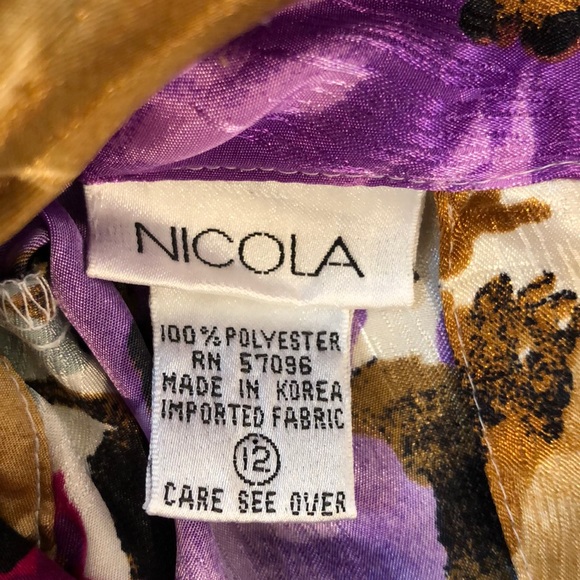 NICOLA
100% POLYESTER
RN 57096
MADE IN KOREA
IMPORTED FABRIC
12
CARE SEE OVER